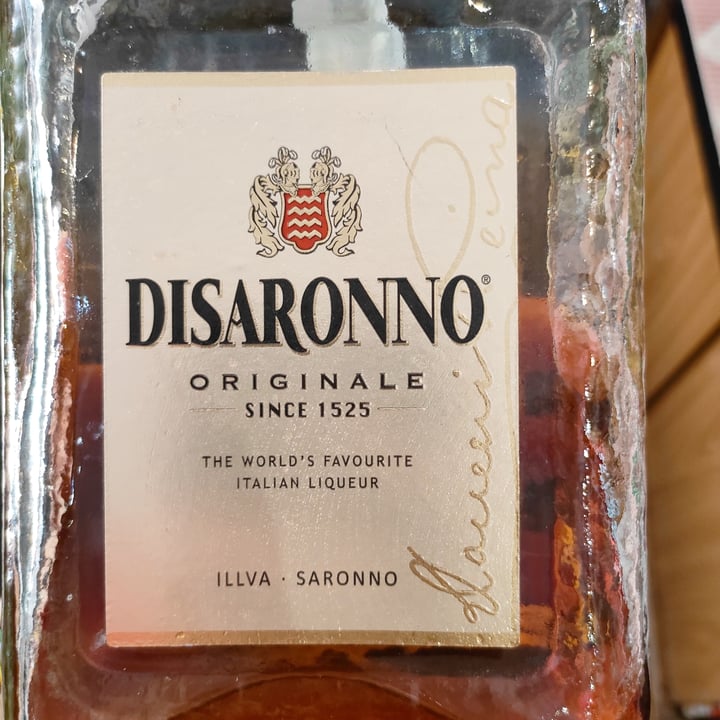 DISARONNO®
ORIGINALE
SINCE 1525
THE WORLD'S FAVOURITE
ITALIAN LIQUEUR
ILLVA · SARONNO